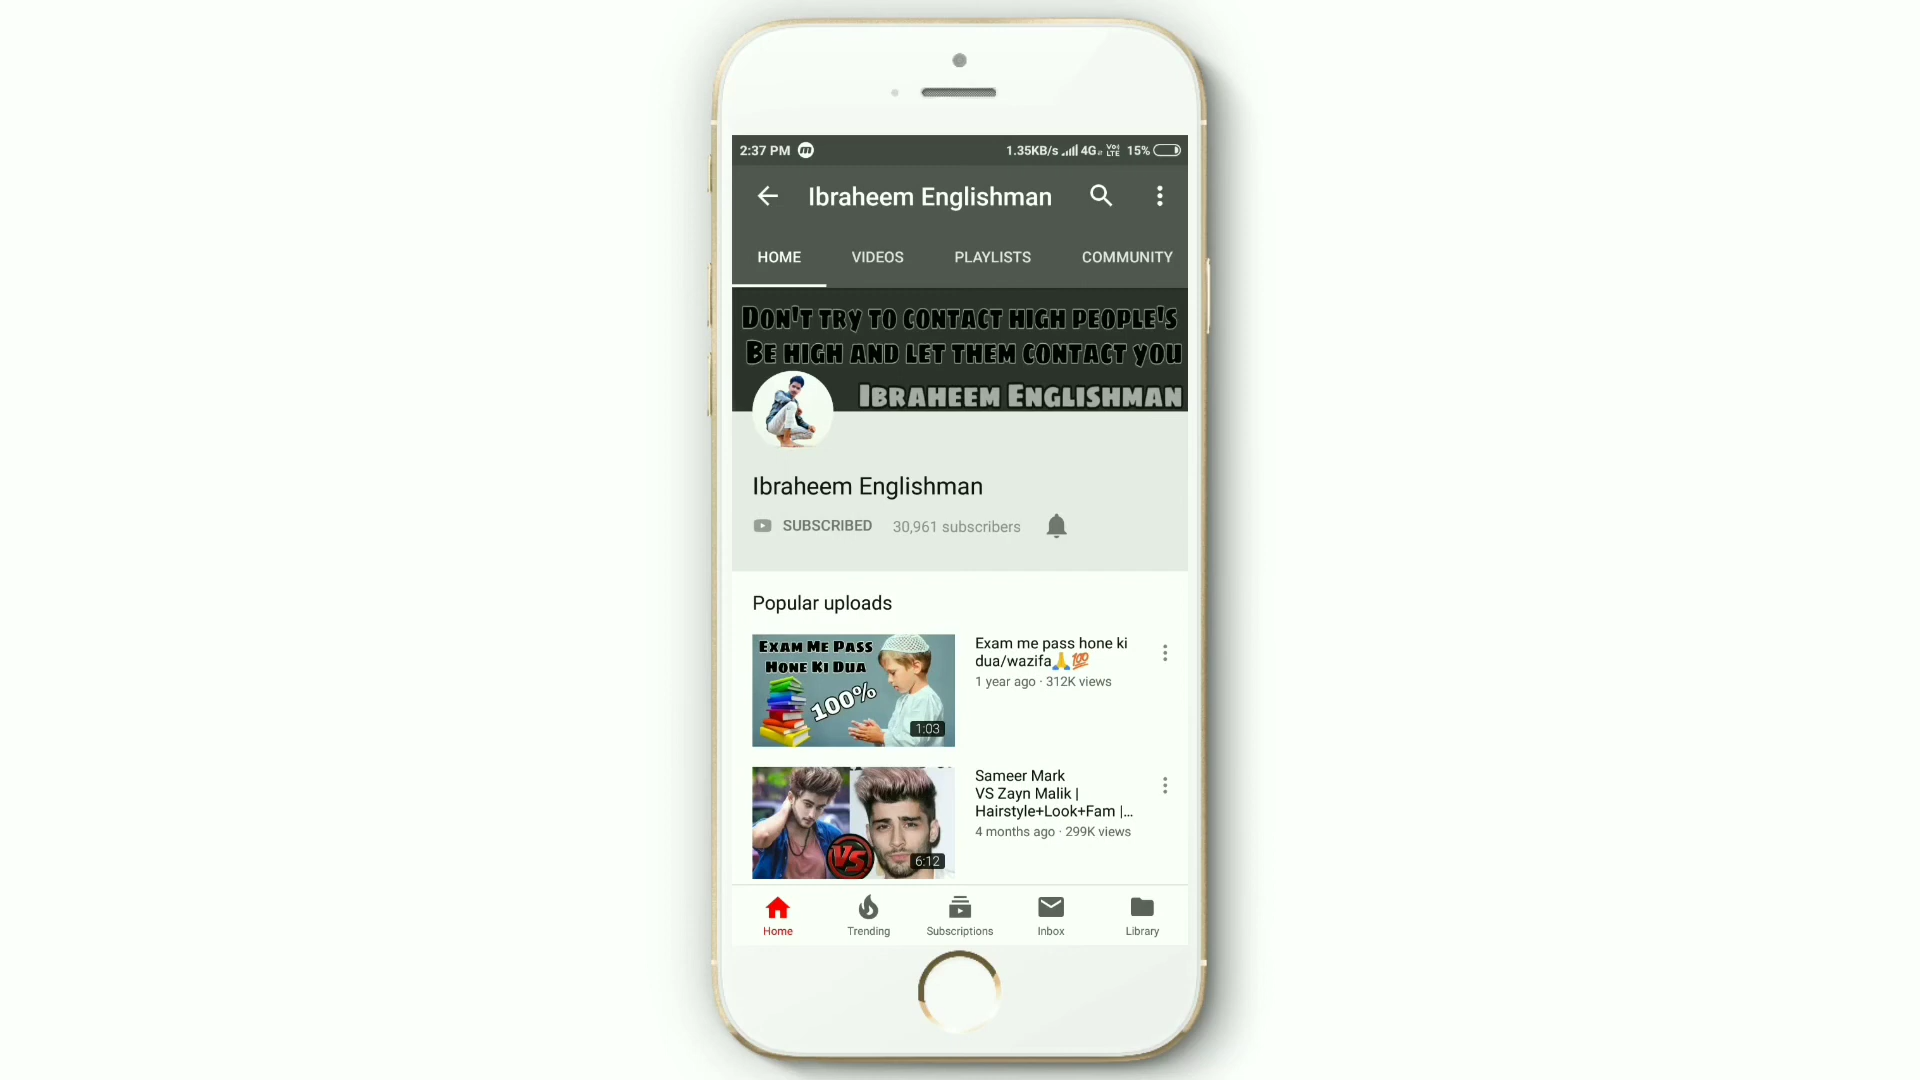 2:37 PM 1.35KB/s 4G Vo) LTE 15%
Ibraheem Englishman
HOME VIDEOS PLAYLISTS COMMUNITY
DON'T TRY TO CONTACT HIGH PEOPLE'S
BE HIGH AND LET THEM CONTACT YOU
IBRAHEEM ENGLISHMAN
Ibraheem Englishman
SUBSCRIBED 30,961 subscribers
Popular uploads
EXAM ME PASS
HONE KI DUA
100%
1:03
Exam me pass hone ki
dua/wazifa🙏💯
1 year ago · 312K views
VS
6:12
Sameer Mark
VS Zayn Malik |
Hairstyle+Look+Fam |...
4 months ago · 299K views
Home Trending Subscriptions Inbox Library